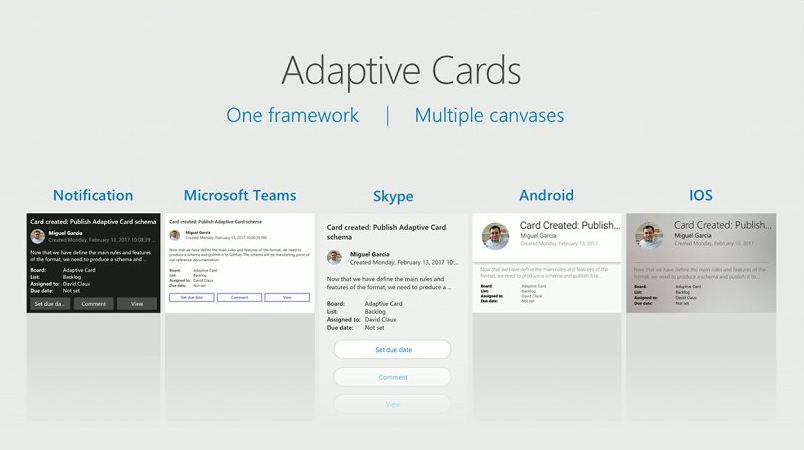 Adaptive Cards
One framework | Multiple canvases
Notification
Card created: Publish Adaptive Card schema
Miguel Garcia
Created Monday, February 13, 2017 10:08:39 ...
Now that we have define the main rules and features
of the format, we need to produce a schema and ...
Board: Adaptive Card
List: Backlog
Assigned to: David Claux
Due date: Not set
Set due da...
Comment
View
Microsoft Teams
Card created: Publish Adaptive Card schema
Miguel Garcia
Created Monday, February 13, 2017 10:08:39 PM
Now that we have define the main rules and features of the format, we need to
produce a schema and publish it to GitHub. The schema will be the starting point of
our reference documentation.
Board: Adaptive Card
List: Backlog
Assigned to: David Claux
Due date: Not set
Set due date
Comment
View
Skype
Card created: Publish Adaptive Card
schema
Miguel Garcia
Created Monday, February 13, 2017 10:...
Now that we have define the main rules and
features of the format, we need to produce a ...
Board: Adaptive Card
List: Backlog
Assigned to: David Claux
Due date: Not set
Set due date
Comment
View
Android
Card Created: Publish...
Miguel Garcia
Created Monday, February 13, 2017
Now that we have define the main rules and features of the
format, we need to produce a schema and publish it to...
Board: Adaptive Card
List: Backlog
Assigned to: David Claux
Due date: Not set
IOS
Card Created: Publish...
Miguel Garcia
Created Monday, February 13, 2017
Now that we have define the main rules and features of the
format, we need to produce a schema and publish it to...
Board: Adaptive Card
List: Backlog
Assigned to: David Claux
Due date: Not set